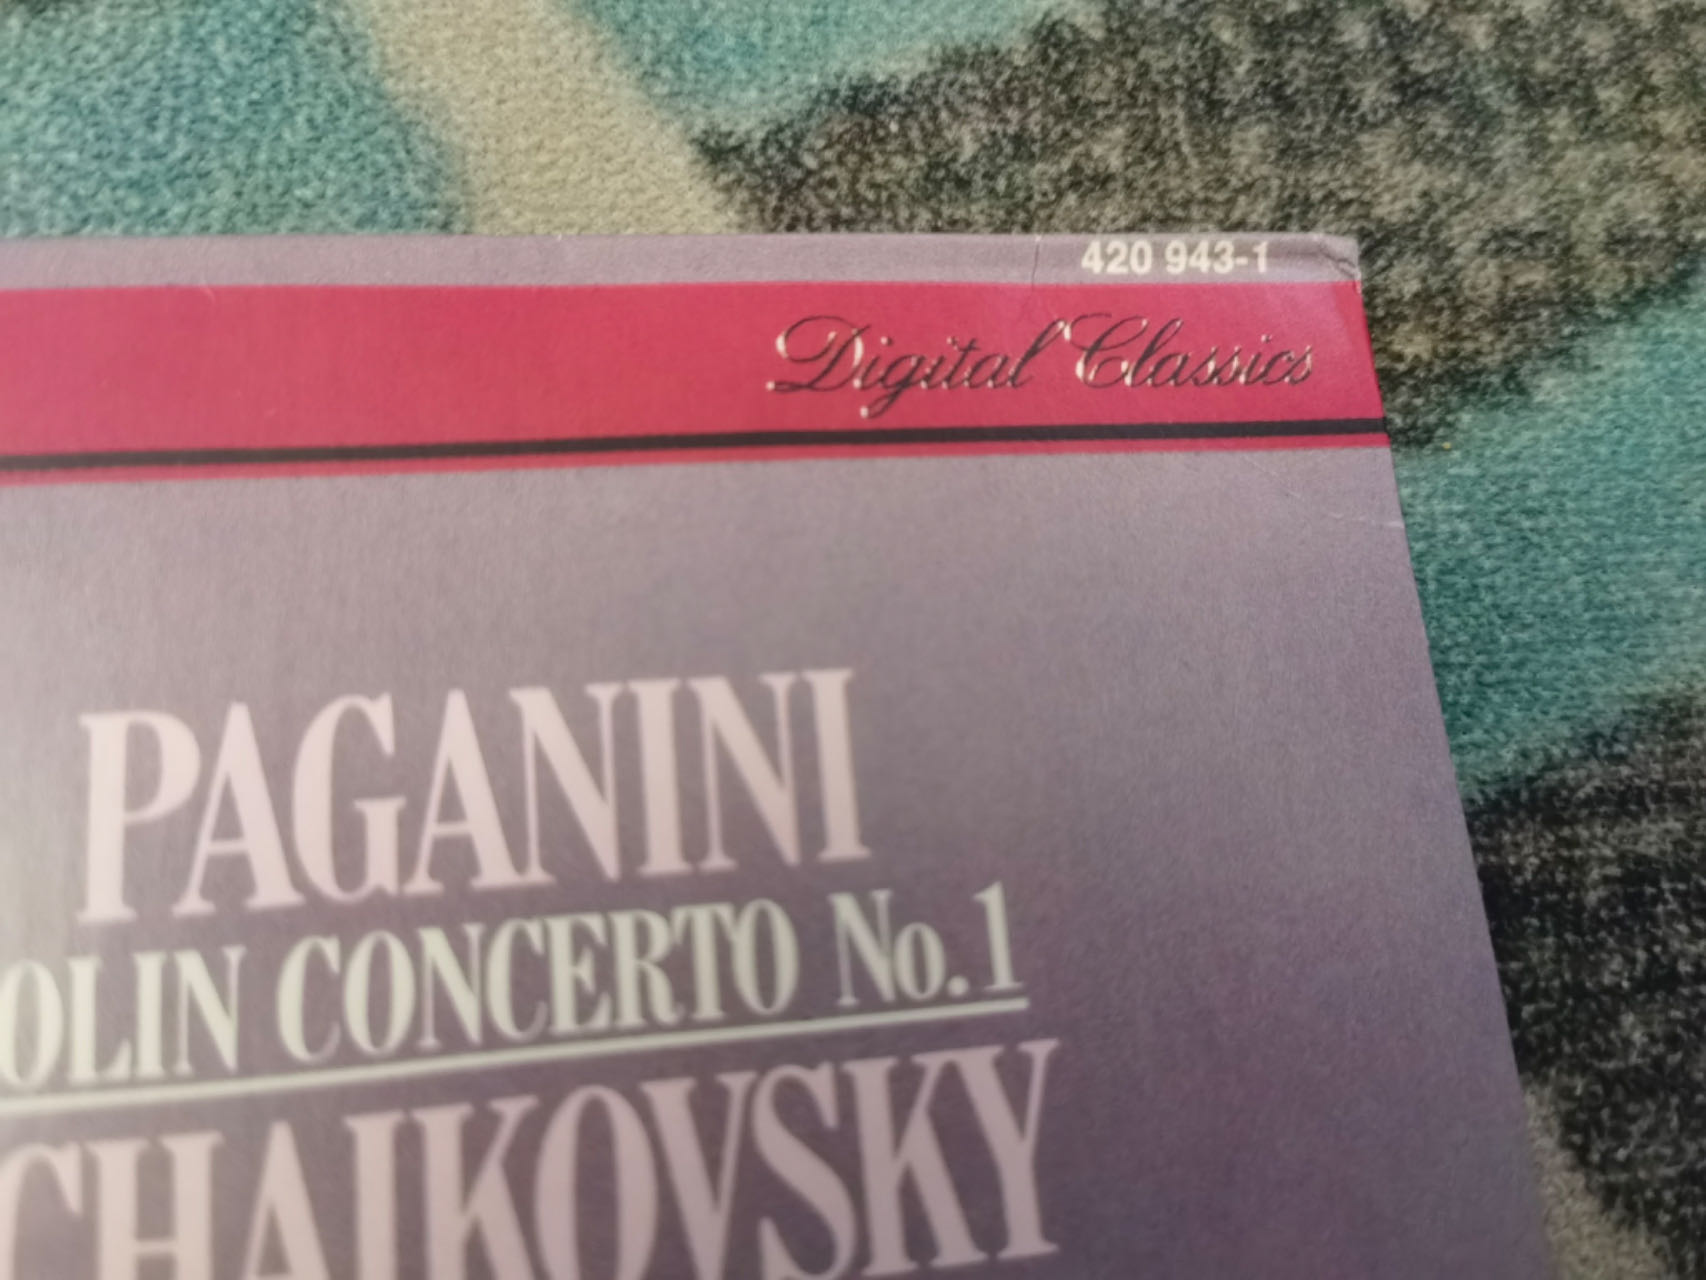 420 943-1
Digital Classics
PAGANINI
OLIN CONCERTO No.1
CHAIKOVSKY